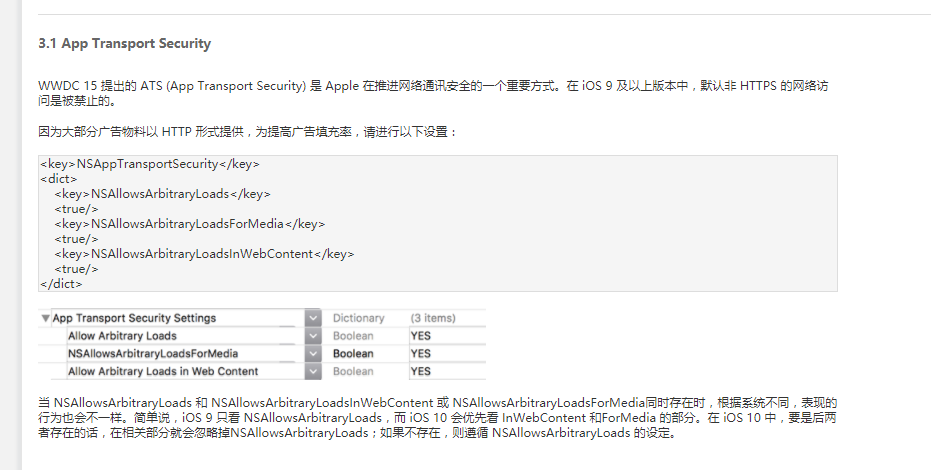 3.1 App Transport Security
WWDC 15 提出的 ATS (App Transport Security) 是 Apple 在推进网络通讯安全的一个重要方式。在 iOS 9 及以上版本中，默认非 HTTPS 的网络访
问是被禁止的。
因为大部分广告物料以 HTTP 形式提供，为提高广告填充率，请进行以下设置：
<key>NSAppTransportSecurity</key>
<dict>
<key>NSAllowsArbitraryLoads</key>
<true/>
<key>NSAllowsArbitraryLoadsForMedia</key>
<true/>
<key>NSAllowsArbitraryLoadsInWebContent</key>
<true/>
</dict>
App Transport Security Settings Dictionary (3 items)
Allow Arbitrary Loads Boolean YES
NSAllowsArbitraryLoadsForMedia Boolean YES
Allow Arbitrary Loads in Web Content Boolean YES
当 NSAllowsArbitraryLoads 和 NSAllowsArbitraryLoadsInWebContent 或 NSAllowsArbitraryLoadsForMedia同时存在时，根据系统不同，表现的
行为也会不一样。简单说，iOS 9 只看 NSAllowsArbitraryLoads，而 iOS 10 会优先看 InWebContent 和ForMedia 的部分。在 iOS 10 中，要是后两
者存在的话，在相关部分就会忽略掉NSAllowsArbitraryLoads；如果不存在，则遵循 NSAllowsArbitraryLoads 的设定。